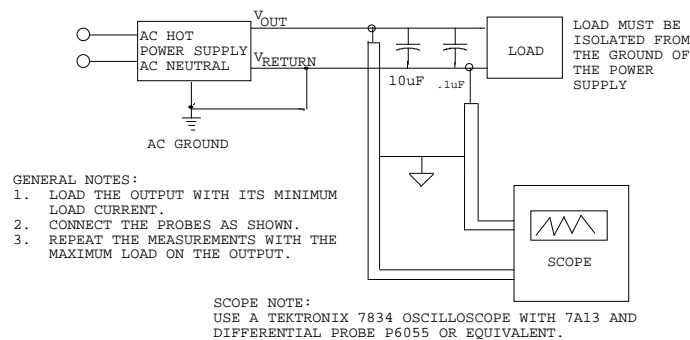 V OUT
AC HOT
POWER SUPPLY
AC NEUTRAL
V RETURN
10uF
.1uF
LOAD
LOAD MUST BE
ISOLATED FROM
THE GROUND OF
THE POWER
SUPPLY
AC GROUND
GENERAL NOTES:
1. LOAD THE OUTPUT WITH ITS MINIMUM
LOAD CURRENT.
2. CONNECT THE PROBES AS SHOWN.
3. REPEAT THE MEASUREMENTS WITH THE
MAXIMUM LOAD ON THE OUTPUT.
SCOPE
SCOPE NOTE:
USE A TEKTRONIX 7834 OSCILLOSCOPE WITH 7A13 AND
DIFFERENTIAL PROBE P6055 OR EQUIVALENT.